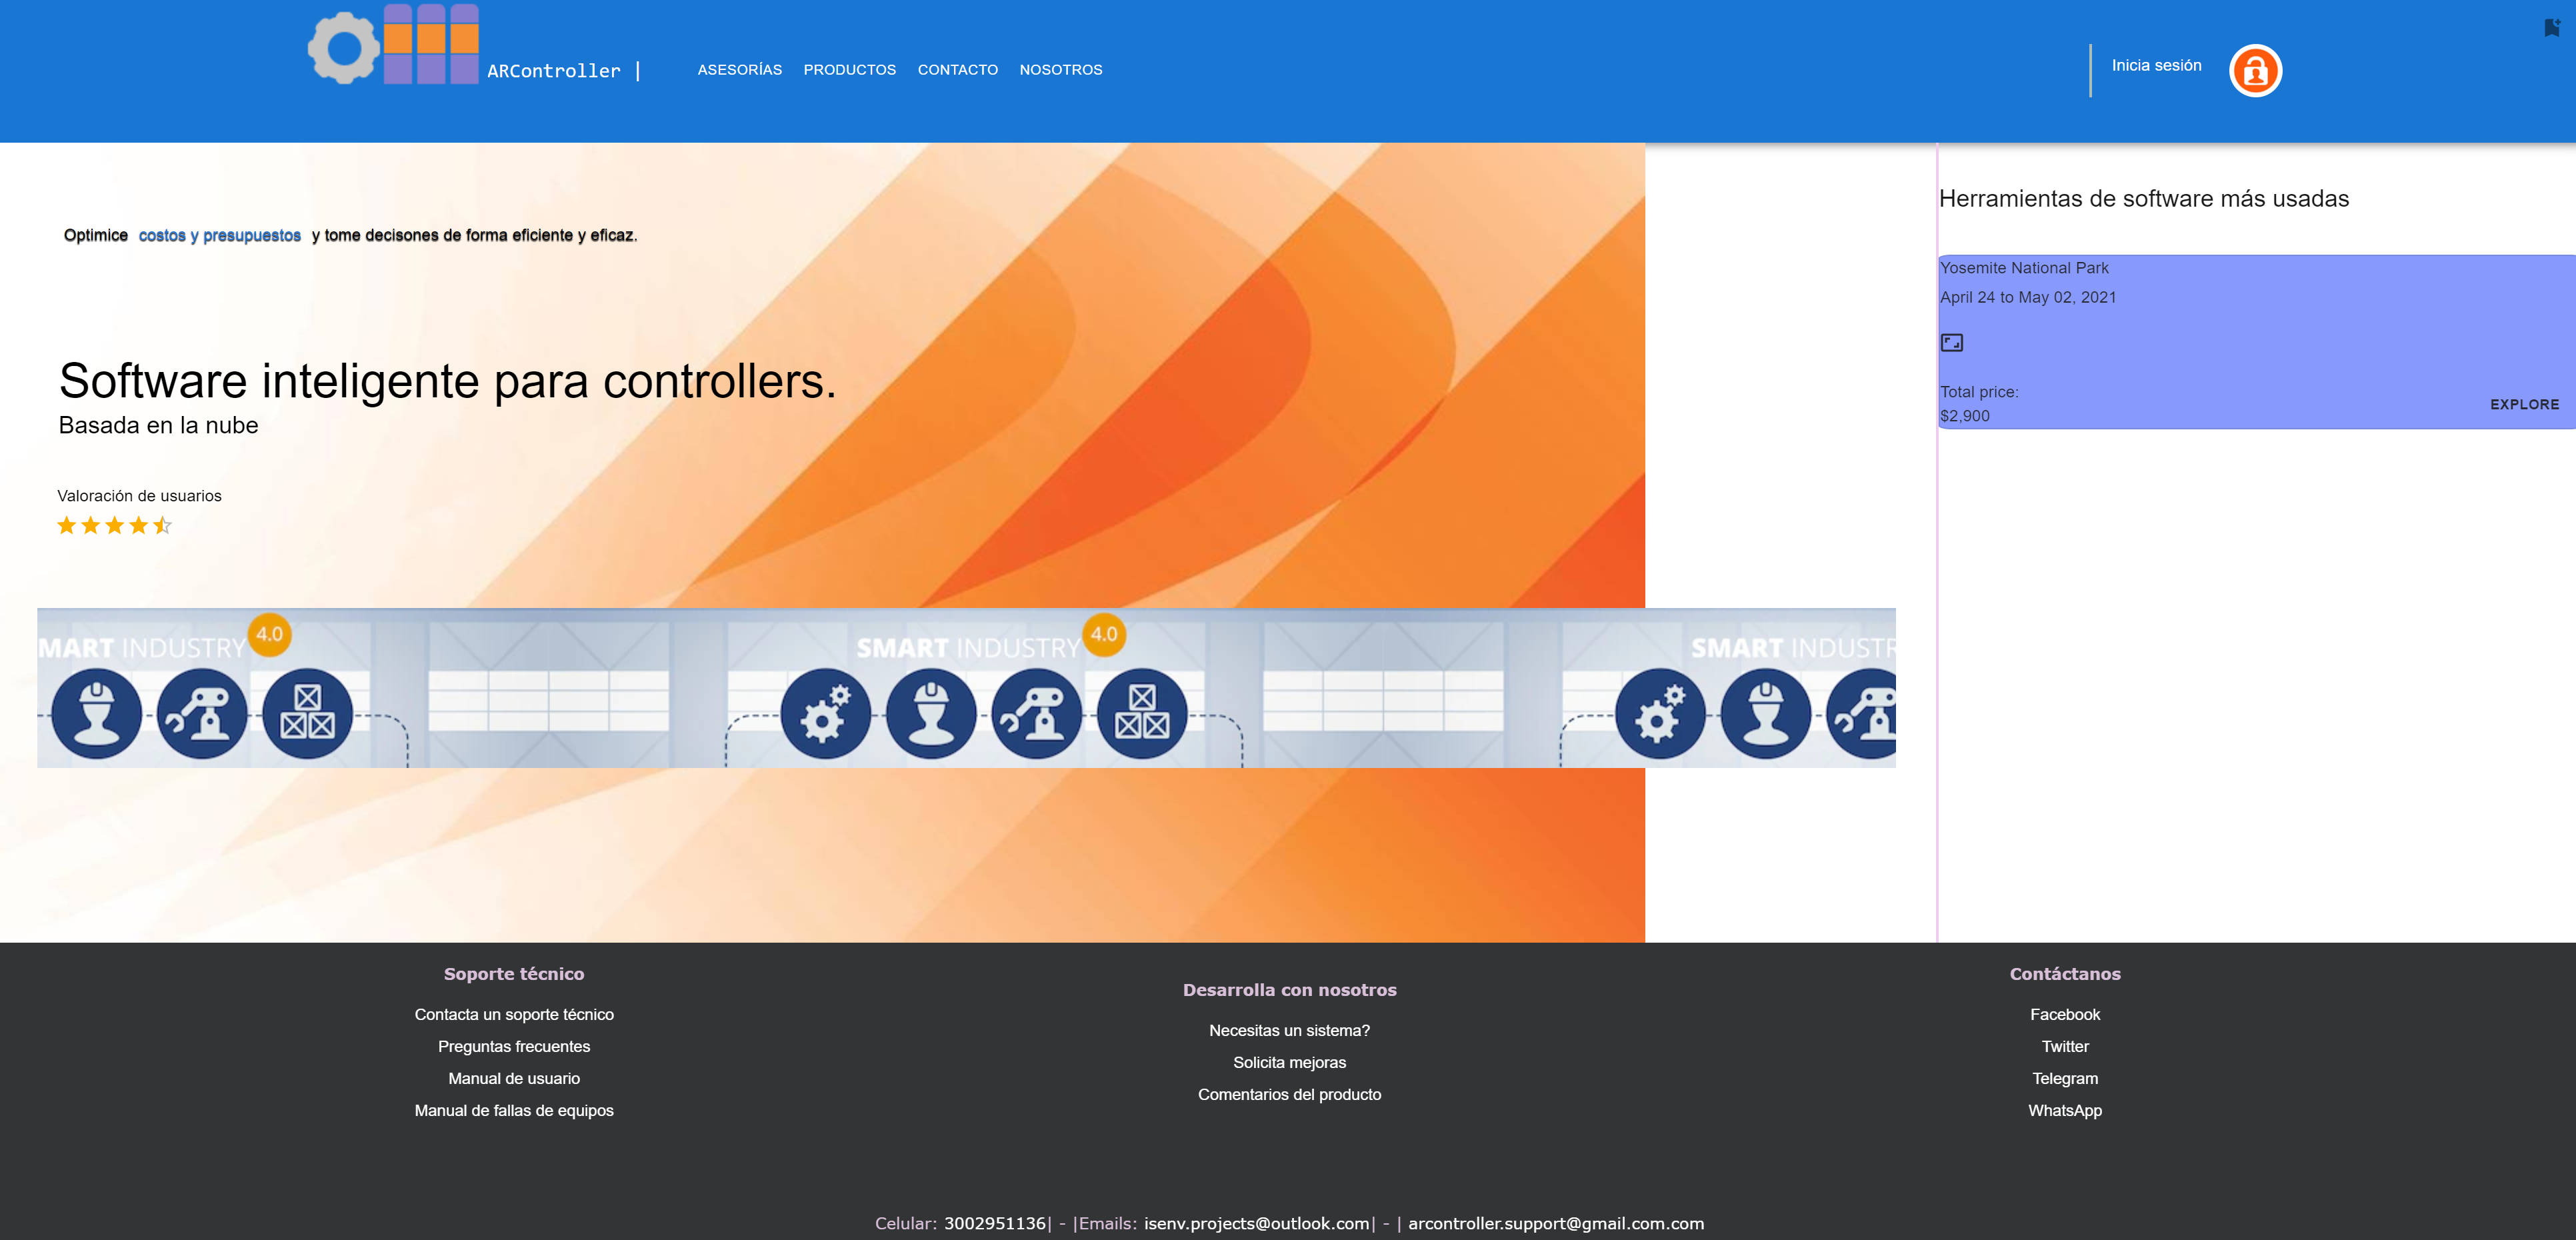 ARController |
ASESORÍAS PRODUCTOS CONTACTO NOSOTROS
Inicia sesión
Optimice costos y presupuestos y tome decisones de forma eficiente y eficaz.
Software inteligente para controllers.
Basada en la nube
Valoración de usuarios
MART INDUSTRY 4.0
SMART INDUSTRY 4.0
SMART INDUSTR
Herramientas de software más usadas
Yosemite National Park
April 24 to May 02, 2021
Total price:
$2,900
EXPLORE
Soporte técnico
Contacta un soporte técnico
Preguntas frecuentes
Manual de usuario
Manual de fallas de equipos
Desarrolla con nosotros
Necesitas un sistema?
Solicita mejoras
Comentarios del producto
Contáctanos
Facebook
Twitter
Telegram
WhatsApp
Celular: 3002951136| - |Emails: isenv.projects@outlook.com| - | arcontroller.support@gmail.com.com